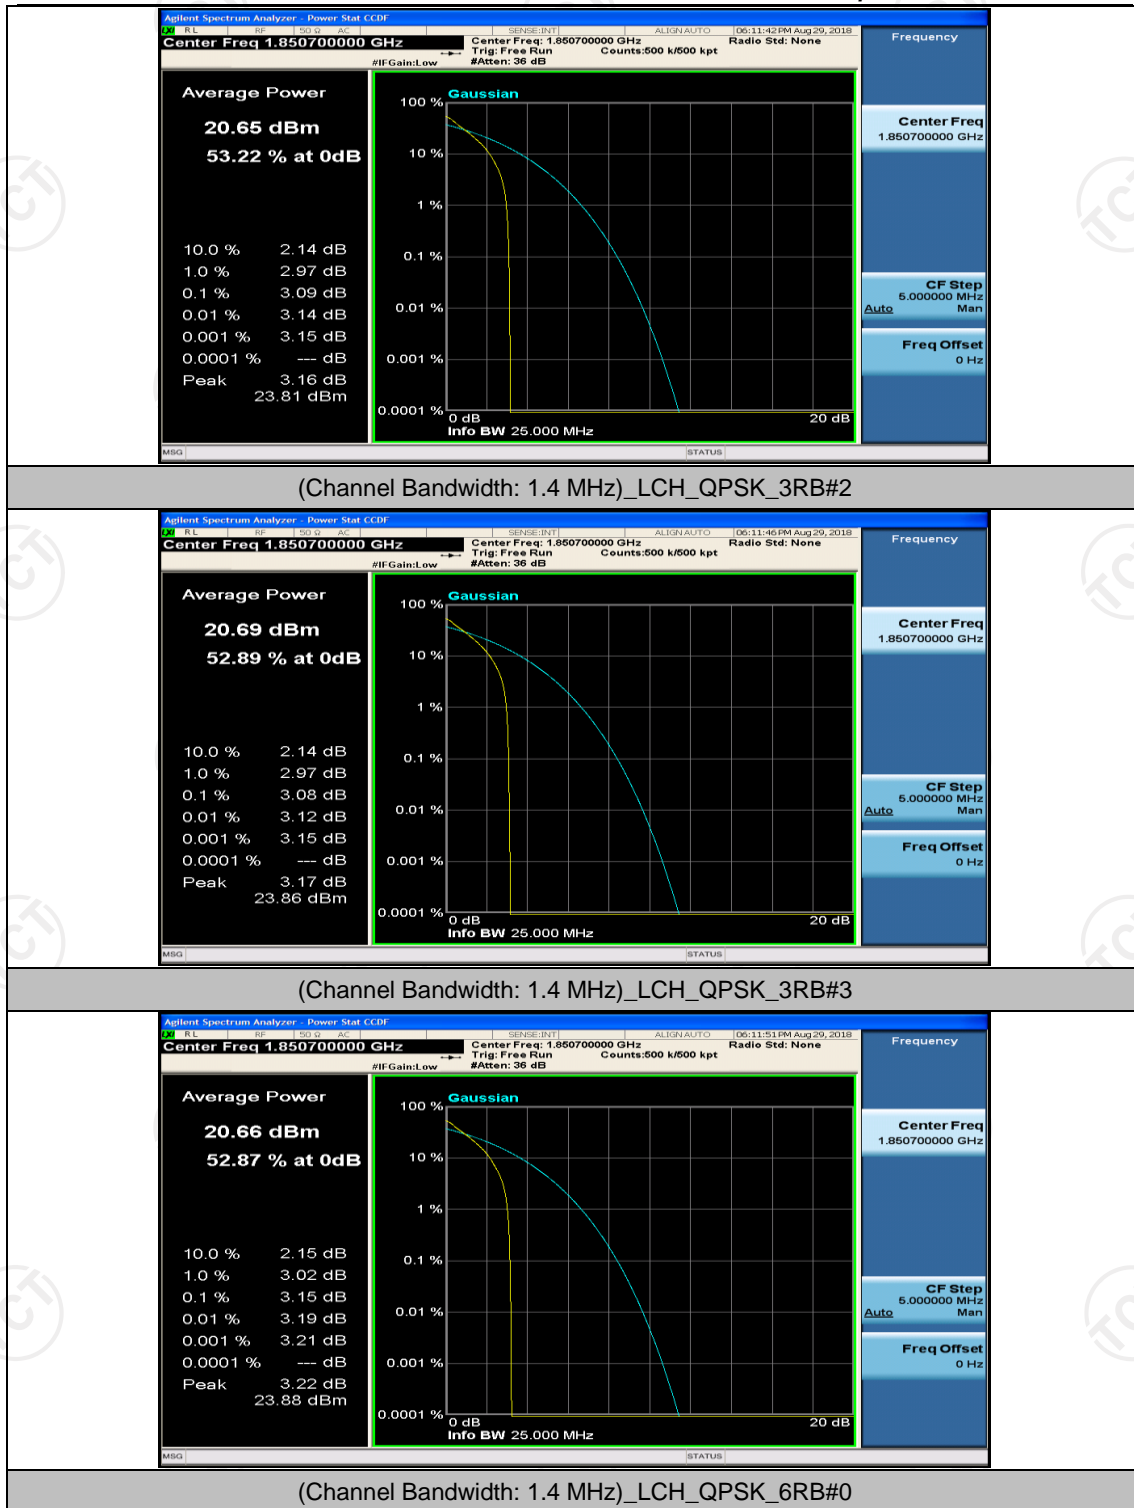 Agilent Spectrum Analyzer - Power Stat CCDF
LXI RL RF 50 Ω AC SENSE:INT ALIGN AUTO 06:11:42 PM Aug 29, 2018
Center Freq 1.850700000 GHz
Center Freq: 1.850700000 GHz Radio Std: None
Trig: Free Run Counts:500 k/500 kpt
#IFGain:Low #Atten: 36 dB
Frequency
Average Power
20.65 dBm
53.22 % at 0dB
10.0 % 2.14 dB
1.0 % 2.97 dB
0.1 % 3.09 dB
0.01 % 3.14 dB
0.001 % 3.15 dB
0.0001 % --- dB
Peak 3.16 dB
23.81 dBm
Gaussian
100 %
10 %
1 %
0.1 %
0.01 %
0.001 %
0.0001 %
0 dB 20 dB
Info BW 25.000 MHz
Center Freq
1.850700000 GHz
CF Step
5.000000 MHz
Auto Man
Freq Offset
0 Hz
MSG STATUS
(Channel Bandwidth: 1.4 MHz)_LCH_QPSK_3RB#2
Agilent Spectrum Analyzer - Power Stat CCDF
LXI RL RF 50 Ω AC SENSE:INT ALIGN AUTO 06:11:46 PM Aug 29, 2018
Center Freq 1.850700000 GHz
Center Freq: 1.850700000 GHz Radio Std: None
Trig: Free Run Counts:500 k/500 kpt
#IFGain:Low #Atten: 36 dB
Frequency
Average Power
20.69 dBm
52.89 % at 0dB
10.0 % 2.14 dB
1.0 % 2.97 dB
0.1 % 3.08 dB
0.01 % 3.12 dB
0.001 % 3.15 dB
0.0001 % --- dB
Peak 3.17 dB
23.86 dBm
Gaussian
100 %
10 %
1 %
0.1 %
0.01 %
0.001 %
0.0001 %
0 dB 20 dB
Info BW 25.000 MHz
Center Freq
1.850700000 GHz
CF Step
5.000000 MHz
Auto Man
Freq Offset
0 Hz
MSG STATUS
(Channel Bandwidth: 1.4 MHz)_LCH_QPSK_3RB#3
Agilent Spectrum Analyzer - Power Stat CCDF
LXI RL RF 50 Ω AC SENSE:INT ALIGN AUTO 06:11:51 PM Aug 29, 2018
Center Freq 1.850700000 GHz
Center Freq: 1.850700000 GHz Radio Std: None
Trig: Free Run Counts:500 k/500 kpt
#IFGain:Low #Atten: 36 dB
Frequency
Average Power
20.66 dBm
52.87 % at 0dB
10.0 % 2.15 dB
1.0 % 3.02 dB
0.1 % 3.15 dB
0.01 % 3.19 dB
0.001 % 3.21 dB
0.0001 % --- dB
Peak 3.22 dB
23.88 dBm
Gaussian
100 %
10 %
1 %
0.1 %
0.01 %
0.001 %
0.0001 %
0 dB 20 dB
Info BW 25.000 MHz
Center Freq
1.850700000 GHz
CF Step
5.000000 MHz
Auto Man
Freq Offset
0 Hz
MSG STATUS
(Channel Bandwidth: 1.4 MHz)_LCH_QPSK_6RB#0